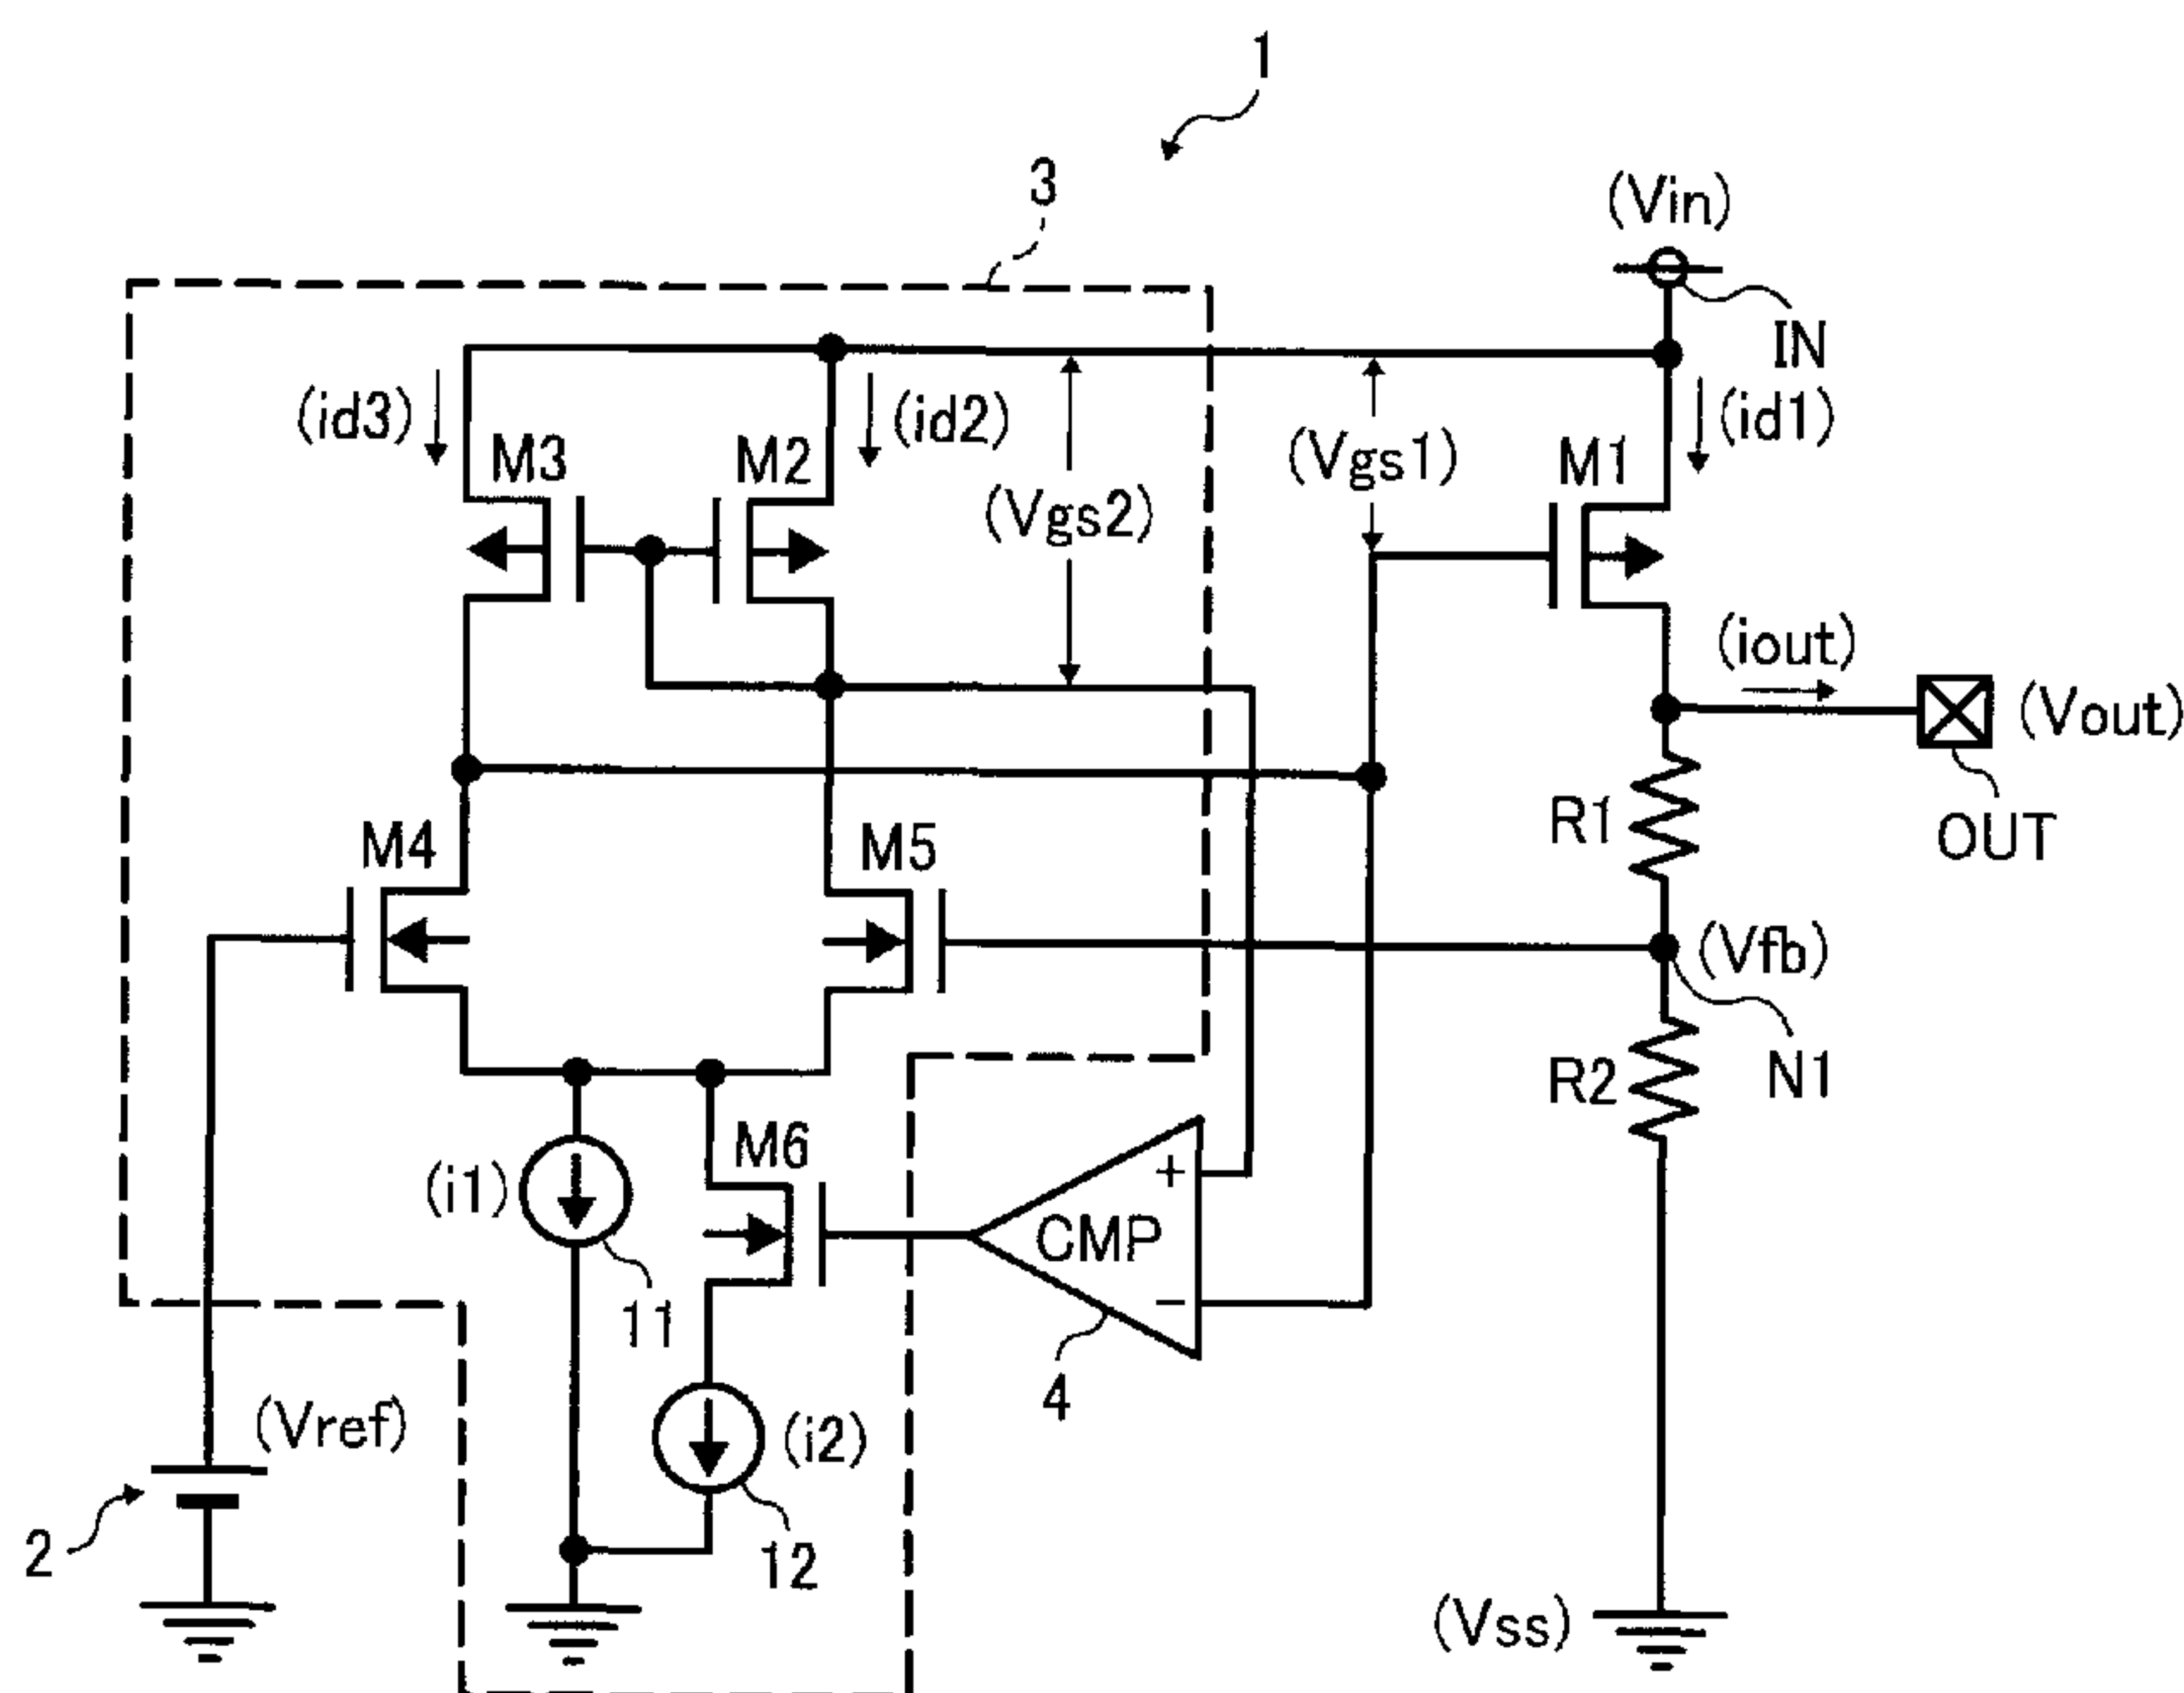 1
3
(Vin)
IN
(id3)
(id2)
(id1)
M3
M2
(Vgs1)
M1
(Vgs2)
(iout)
(Vout)
R1
OUT
M4
M5
(Vfb)
N1
R2
M6
(i1)
+
CMP
−
11
4
(Vref)
(i2)
2
12
(Vss)